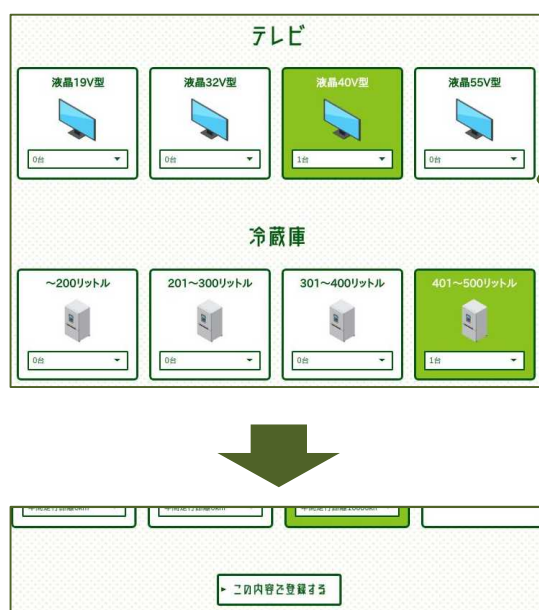 テレビ
液晶19V型 液晶32V型 液晶40V型 液晶55V型
0台 0台 1台 0台
冷蔵庫
～200リットル 201～300リットル 301～400リットル 401～500リットル
0台 0台 0台 1台
この内容で登録する